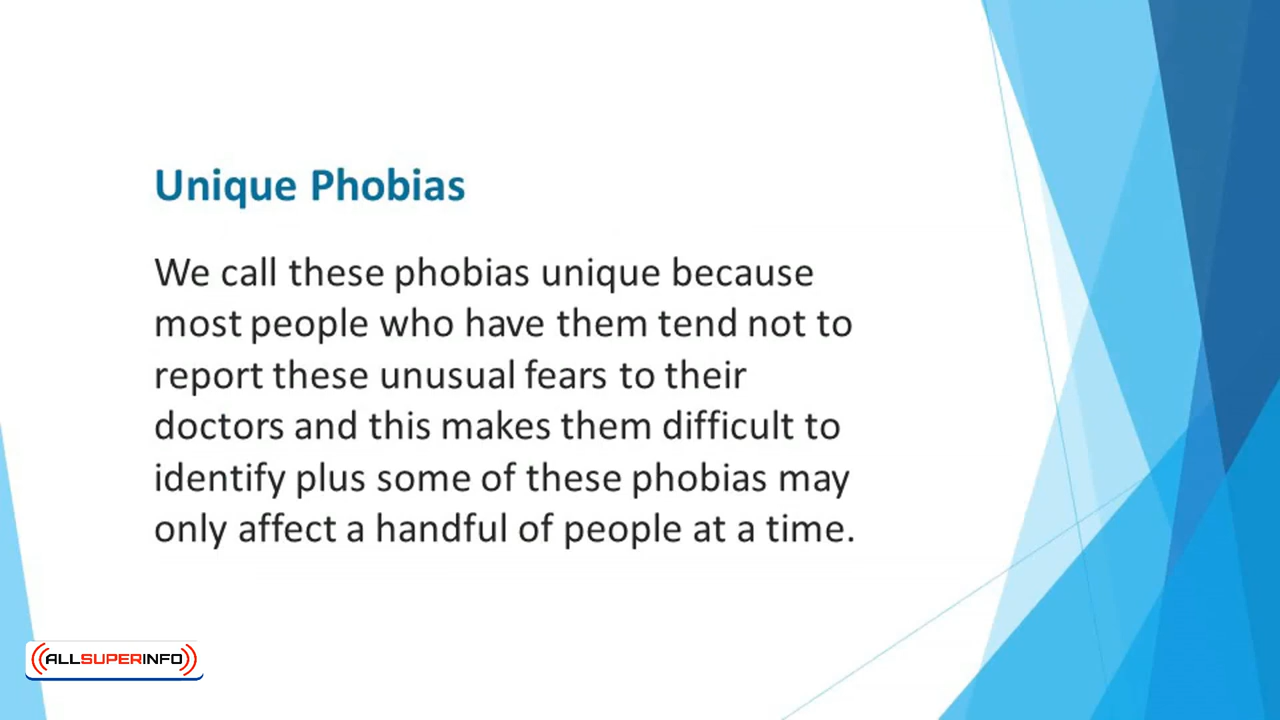 Unique Phobias
We call these phobias unique because
most people who have them tend not to
report these unusual fears to their
doctors and this makes them difficult to
identify plus some of these phobias may
only affect a handful of people at a time.
ALLSUPERINFO